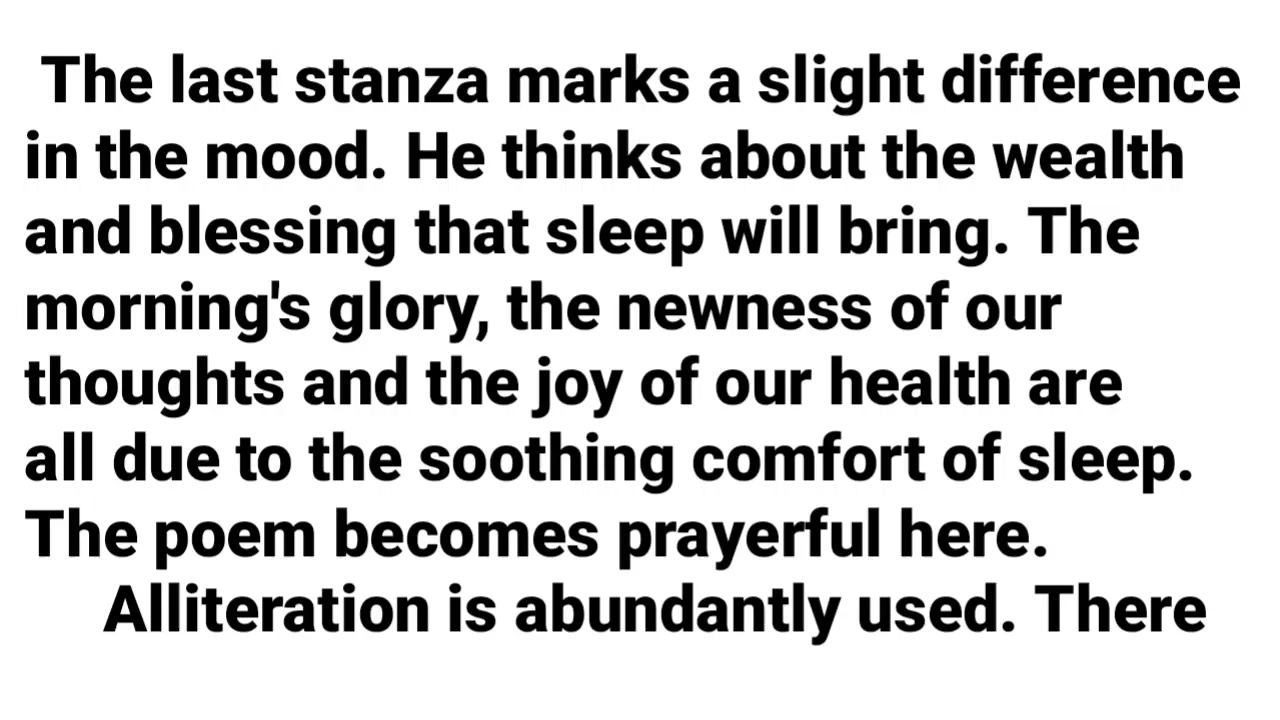 The last stanza marks a slight difference
in the mood. He thinks about the wealth
and blessing that sleep will bring. The
morning's glory, the newness of our
thoughts and the joy of our health are
all due to the soothing comfort of sleep.
The poem becomes prayerful here.
Alliteration is abundantly used. There